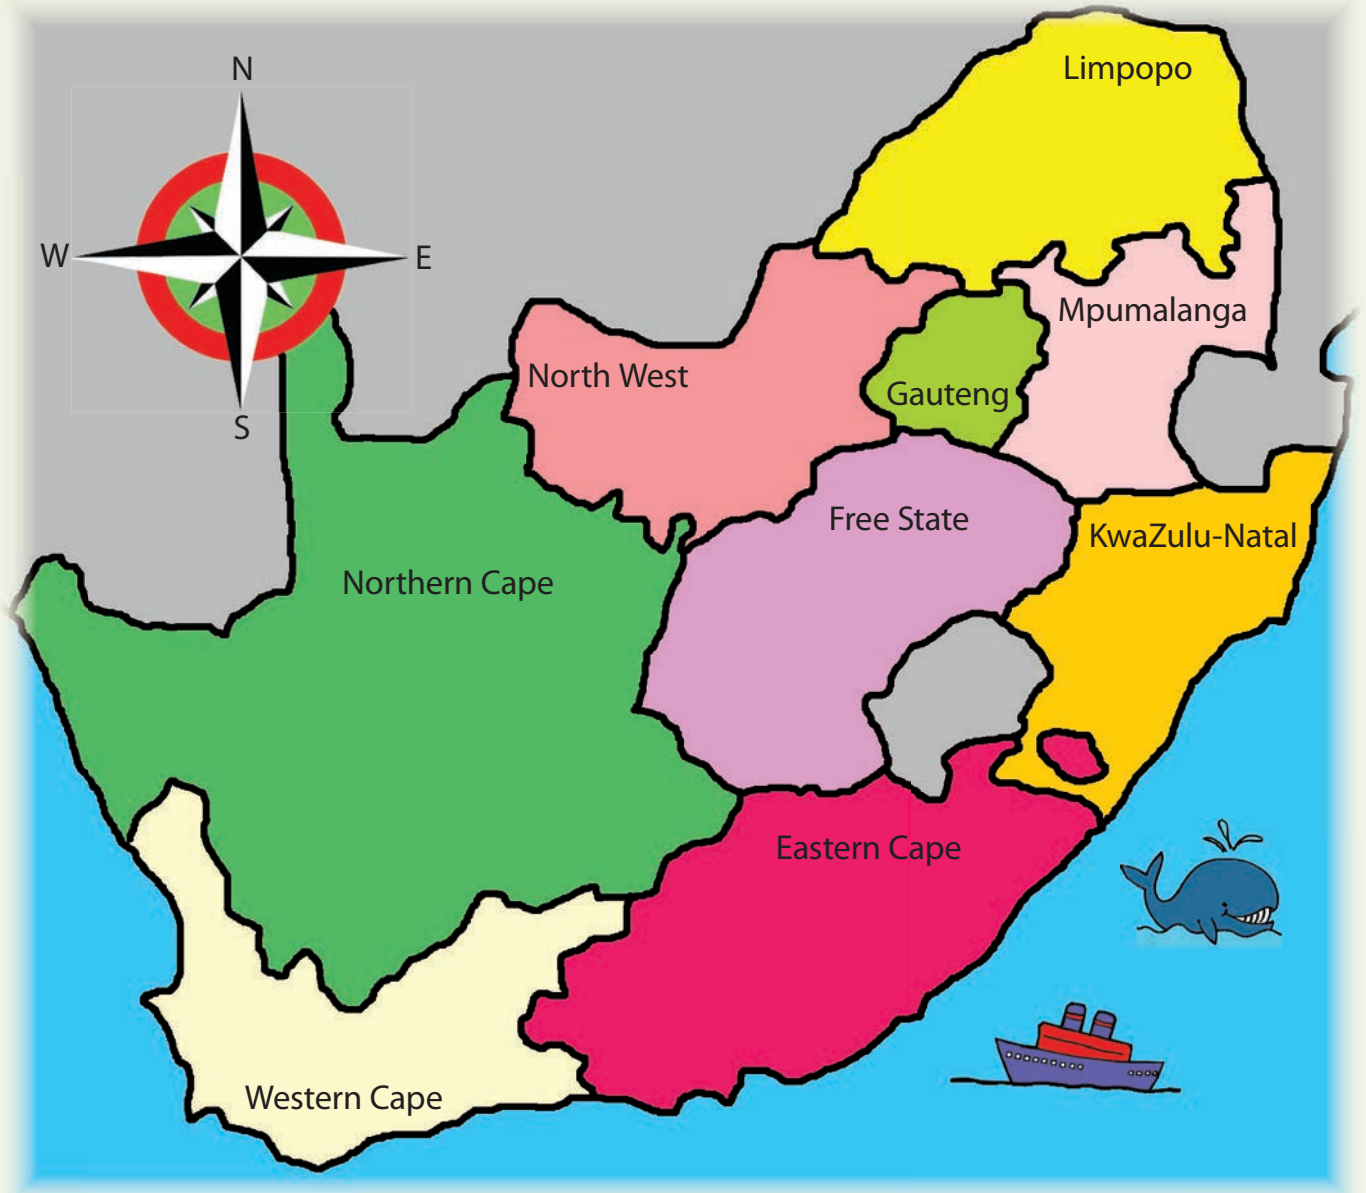 N
Limpopo
W
E
Mpumalanga
North West
Gauteng
S
Free State
KwaZulu-Natal
Northern Cape
Eastern Cape
Western Cape